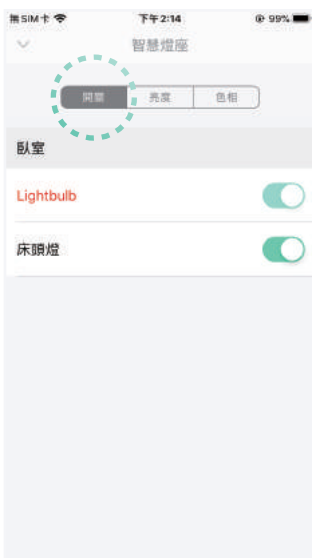 無SIM卡 下午2:14 99%
智慧燈座
開關 亮度 色相
臥室
Lightbulb
床頭燈